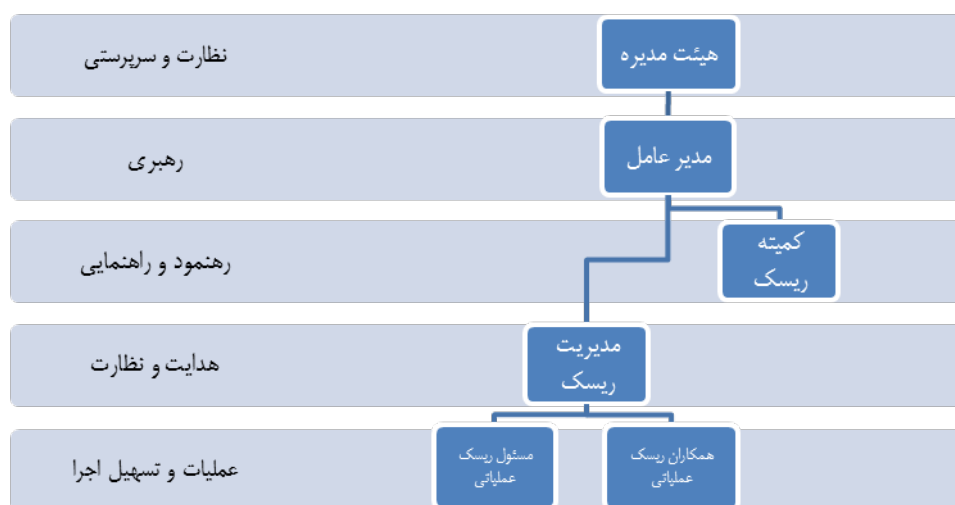 هیئت مدیره
نظارت و سرپرستی
مدیر عامل
رهبری
کمیته
ریسک
رهنمود و راهنمایی
مدیریت
ریسک
هدایت و نظارت
همکاران ریسک
عملیاتی
مسئول ریسک
عملیاتی
عملیات و تسهیل اجرا